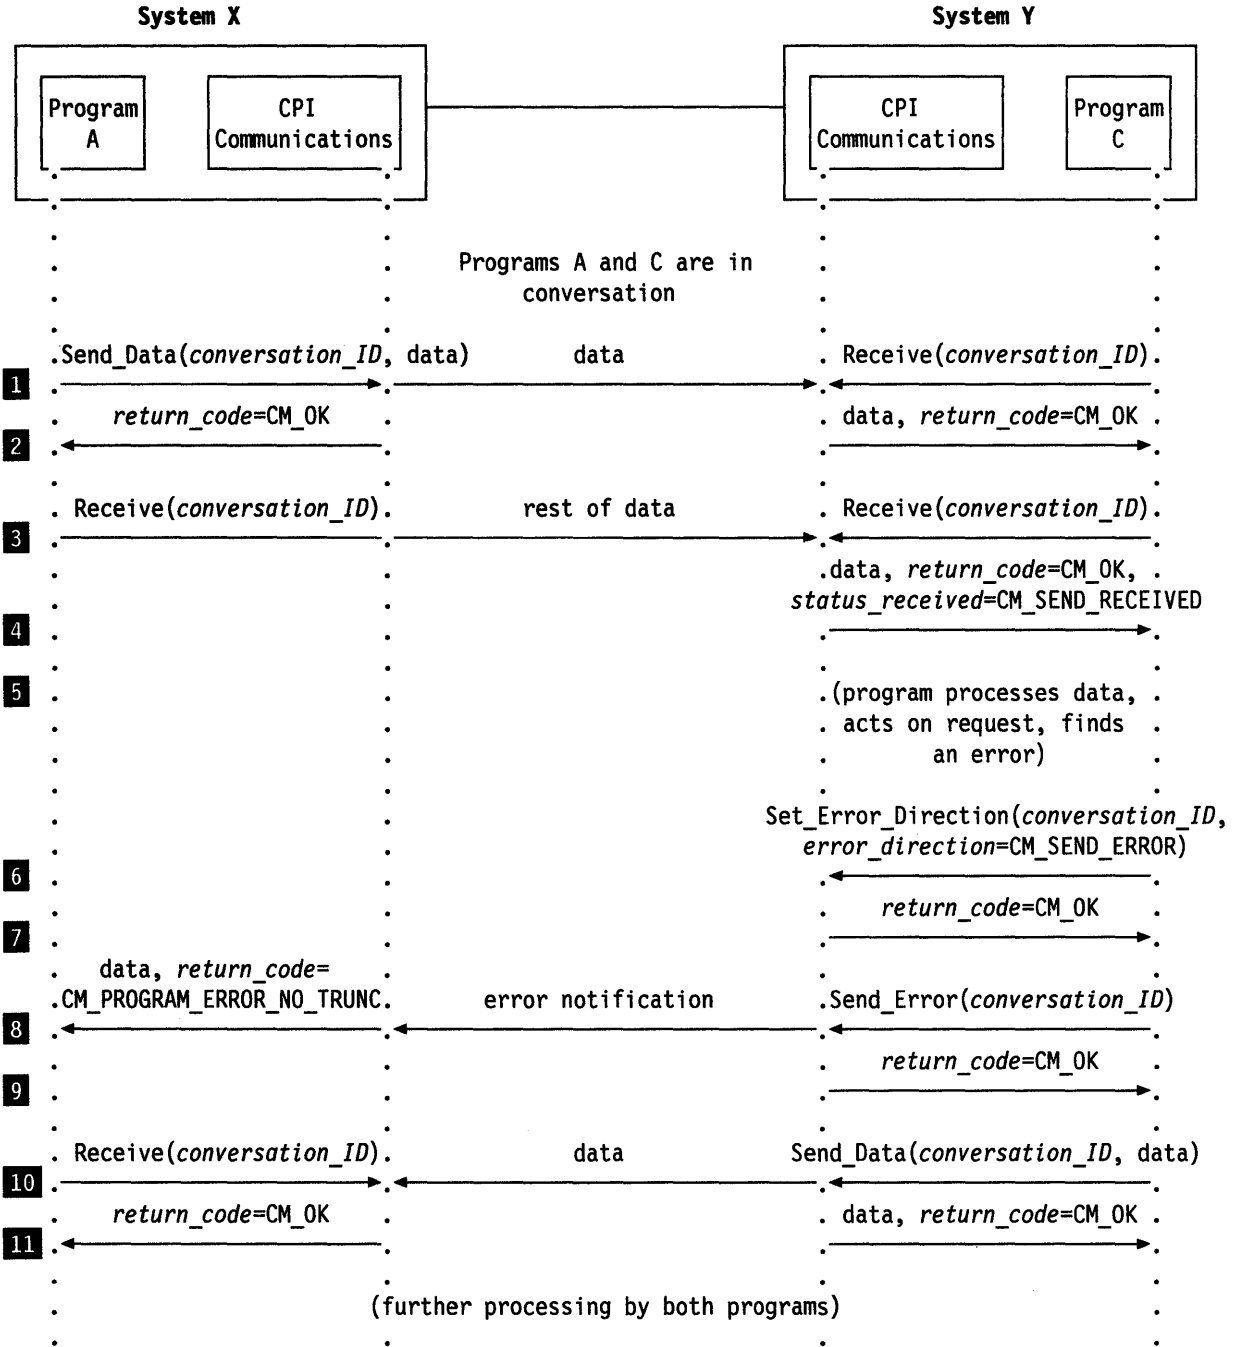 System X
System Y
Program
A
CPI
Communications
CPI
Communications
Program
C
Programs A and C are in
conversation
Send_Data(conversation_ID, data)
data
Receive(conversation_ID)
1
return_code=CM_OK
data, return_code=CM_OK
2
Receive(conversation_ID)
rest of data
Receive(conversation_ID)
3
data, return_code=CM_OK,
status_received=CM_SEND_RECEIVED
4
5
(program processes data,
acts on request, finds
an error)
Set_Error_Direction(conversation_ID,
error_direction=CM_SEND_ERROR)
6
return_code=CM_OK
7
data, return_code=
CM_PROGRAM_ERROR_NO_TRUNC
error notification
Send_Error(conversation_ID)
8
return_code=CM_OK
9
Receive(conversation_ID)
data
Send_Data(conversation_ID, data)
10
return_code=CM_OK
data, return_code=CM_OK
11
(further processing by both programs)